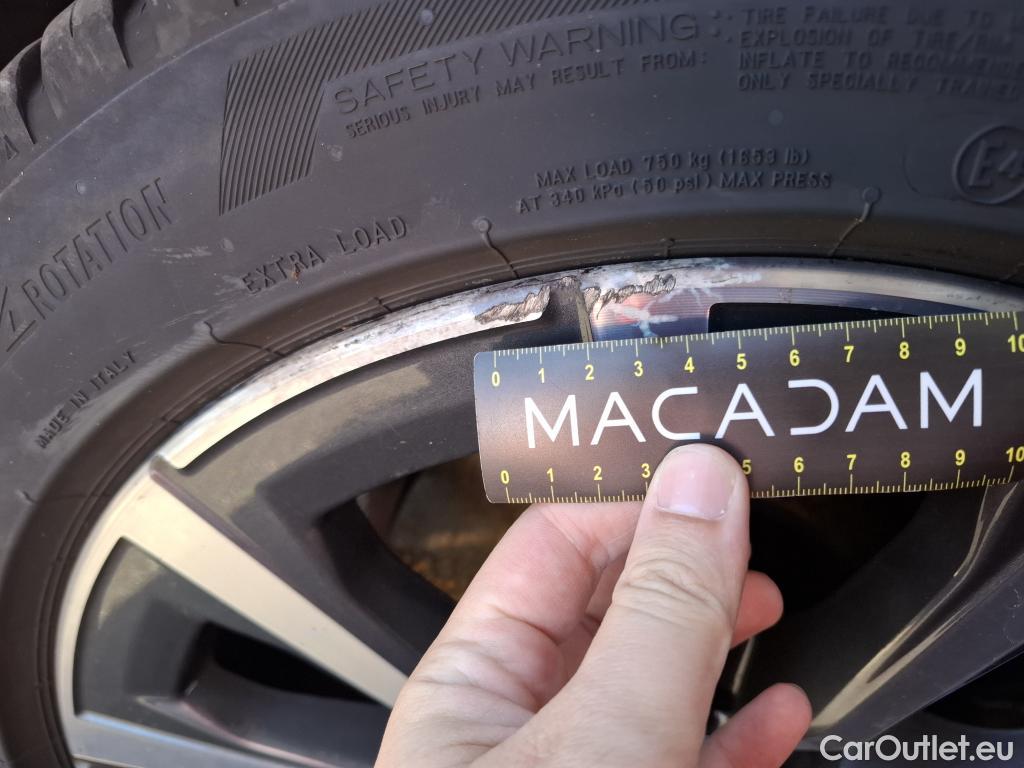 SAFETY WARNING:
SERIOUS INJURY MAY RESULT FROM:
TIRE FAILURE DUE TO
EXPLOSION OF TIRE/RIM
INFLATE TO
ONLY SPECIALLY
MAX LOAD 750 kg (1653 lb)
AT 340 kPa (50 psi) MAX PRESS
E4
ROTATION
EXTRA LOAD
MADE IN ITALY
0 1 2 3 4 5 6 7 8 9 10
MACADAM
0 1 2 3 5 6 7 8 9 10
CarOutlet.eu